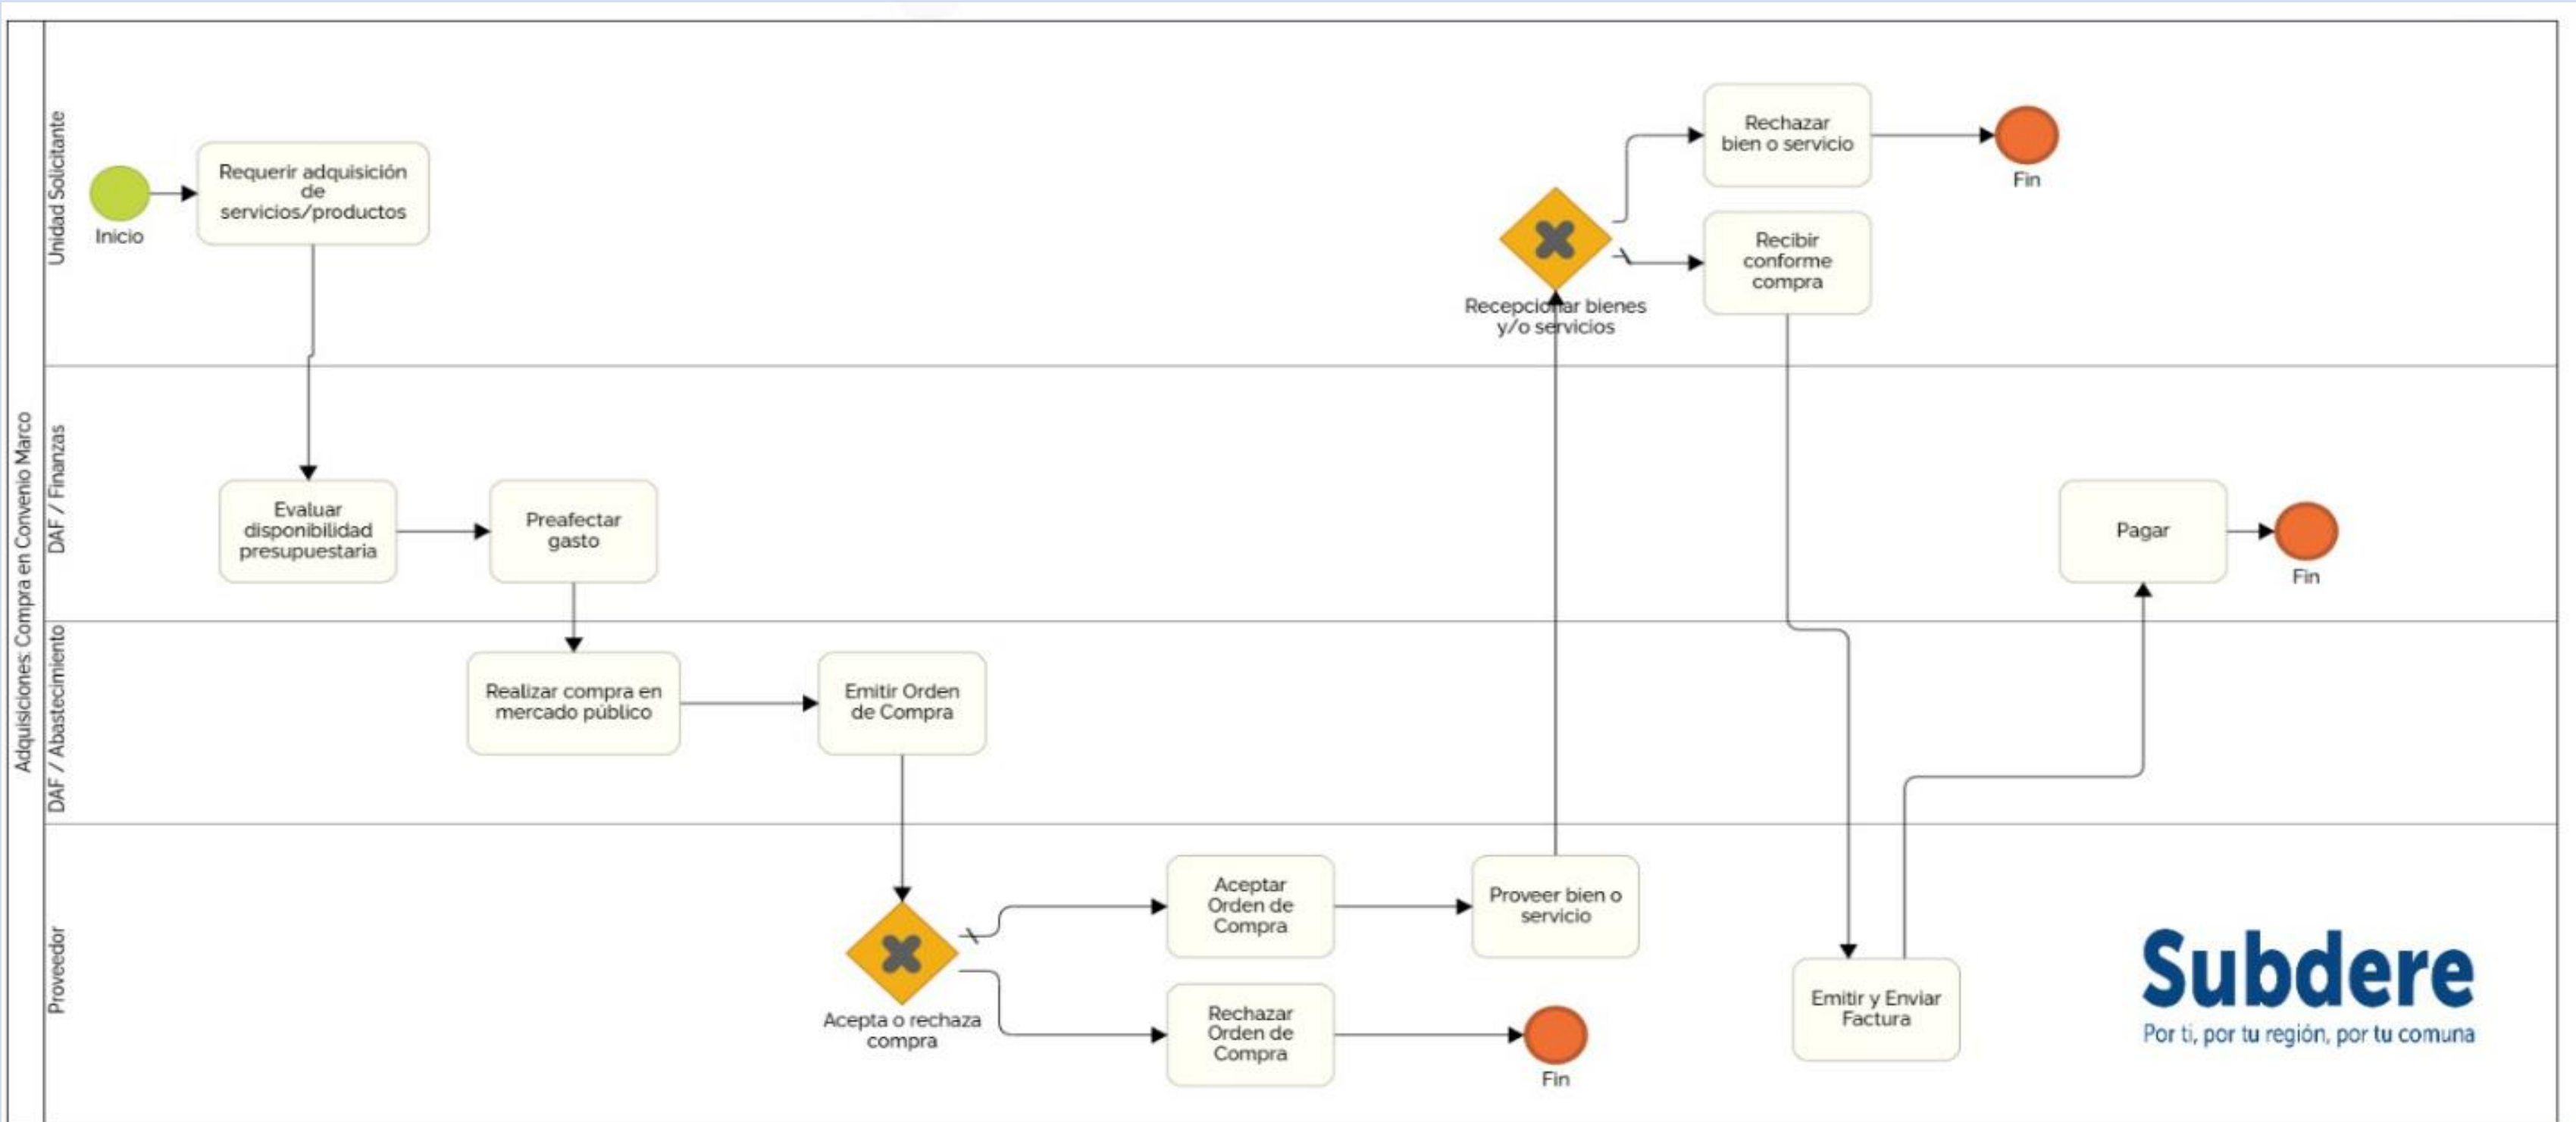 Adquisiciones: Compra en Convenio Marco
Unidad Solicitante
Inicio
Requerir adquisición
de
servicios/productos
Recepcionar bienes
y/o servicios
Rechazar
bien o servicio
Fin
Recibir
conforme
compra
DAF / Finanzas
Evaluar
disponibilidad
presupuestaria
Preafectar
gasto
Pagar
Fin
DAF / Abastecimiento
Realizar compra en
mercado público
Emitir Orden
de Compra
Proveedor
Acepta o rechaza
compra
Aceptar
Orden de
Compra
Proveer bien o
servicio
Rechazar
Orden de
Compra
Fin
Emitir y Enviar
Factura
Subdere
Por ti, por tu región, por tu comuna